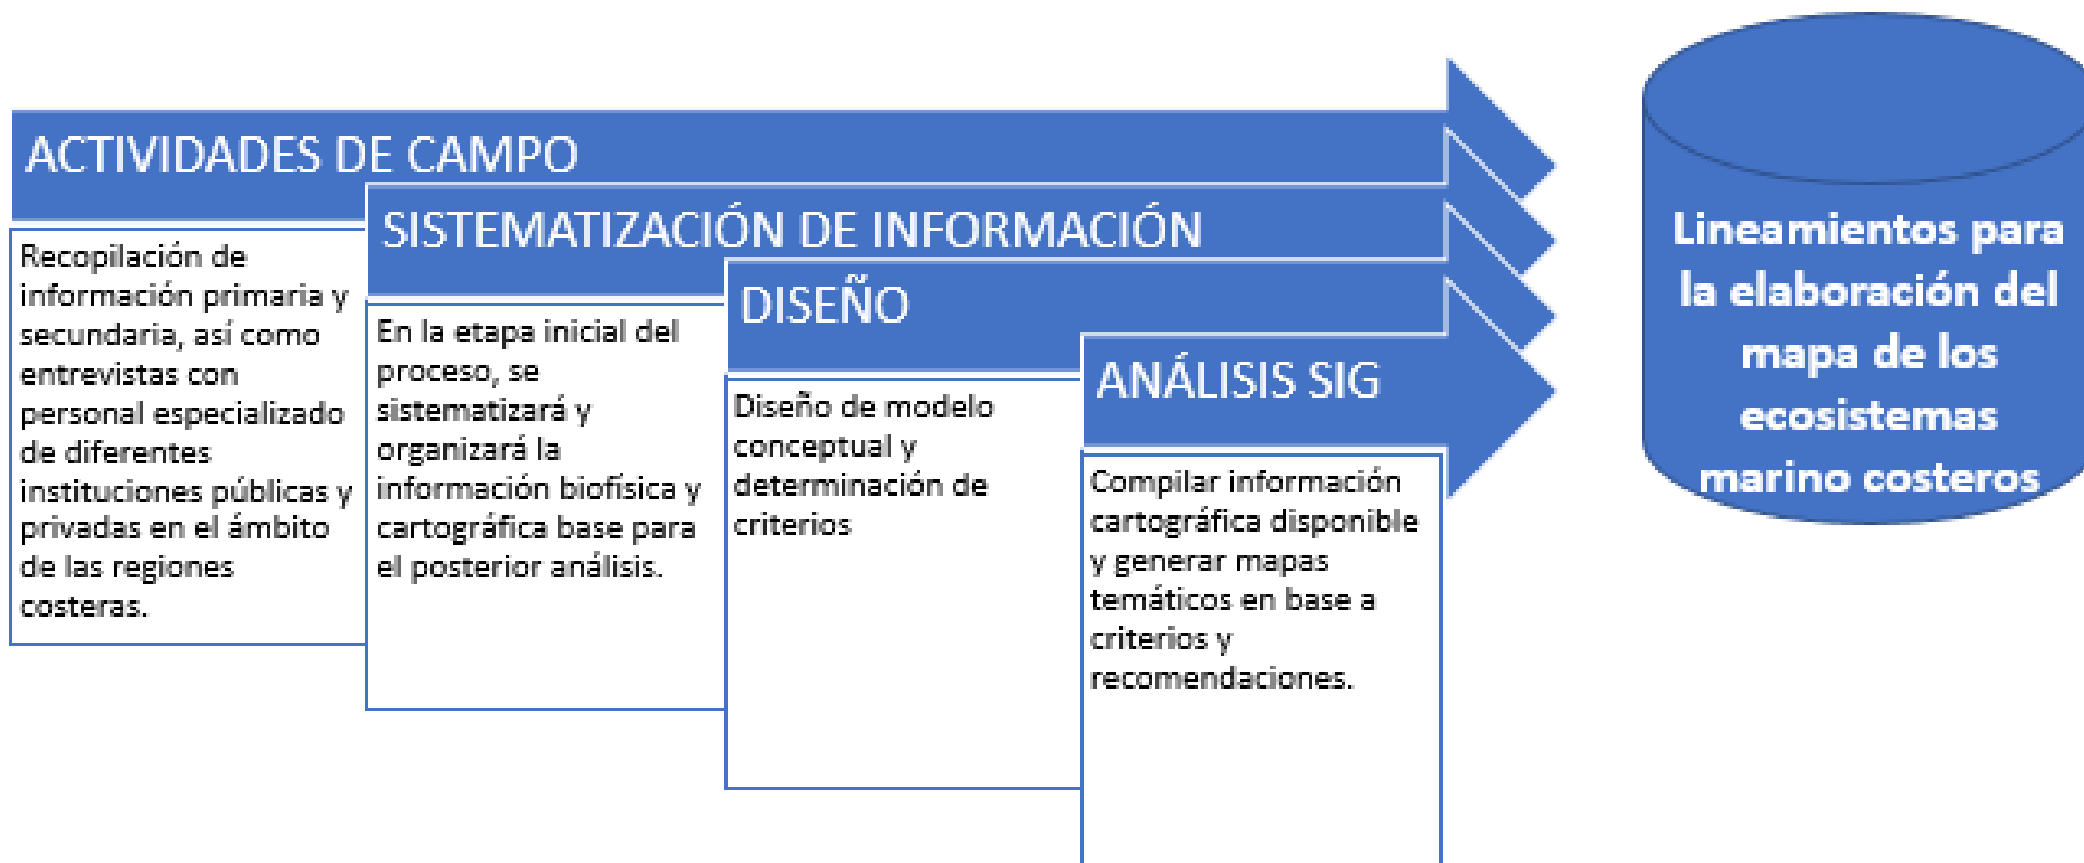 ACTIVIDADES DE CAMPO
Recopilación de
información primaria y
secundaria, así como
entrevistas con
personal especializado
de diferentes
instituciones públicas y
privadas en el ámbito
de las regiones
costeras.
SISTEMATIZACIÓN DE INFORMACIÓN
En la etapa inicial del
proceso, se
sistematizará y
organizará la
información biofísica y
cartográfica base para
el posterior análisis.
DISEÑO
Diseño de modelo
conceptual y
determinación de
criterios
ANÁLISIS SIG
Compilar información
cartográfica disponible
y generar mapas
temáticos en base a
criterios y
recomendaciones.
Lineamientos para
la elaboración del
mapa de los
ecosistemas
marino costeros